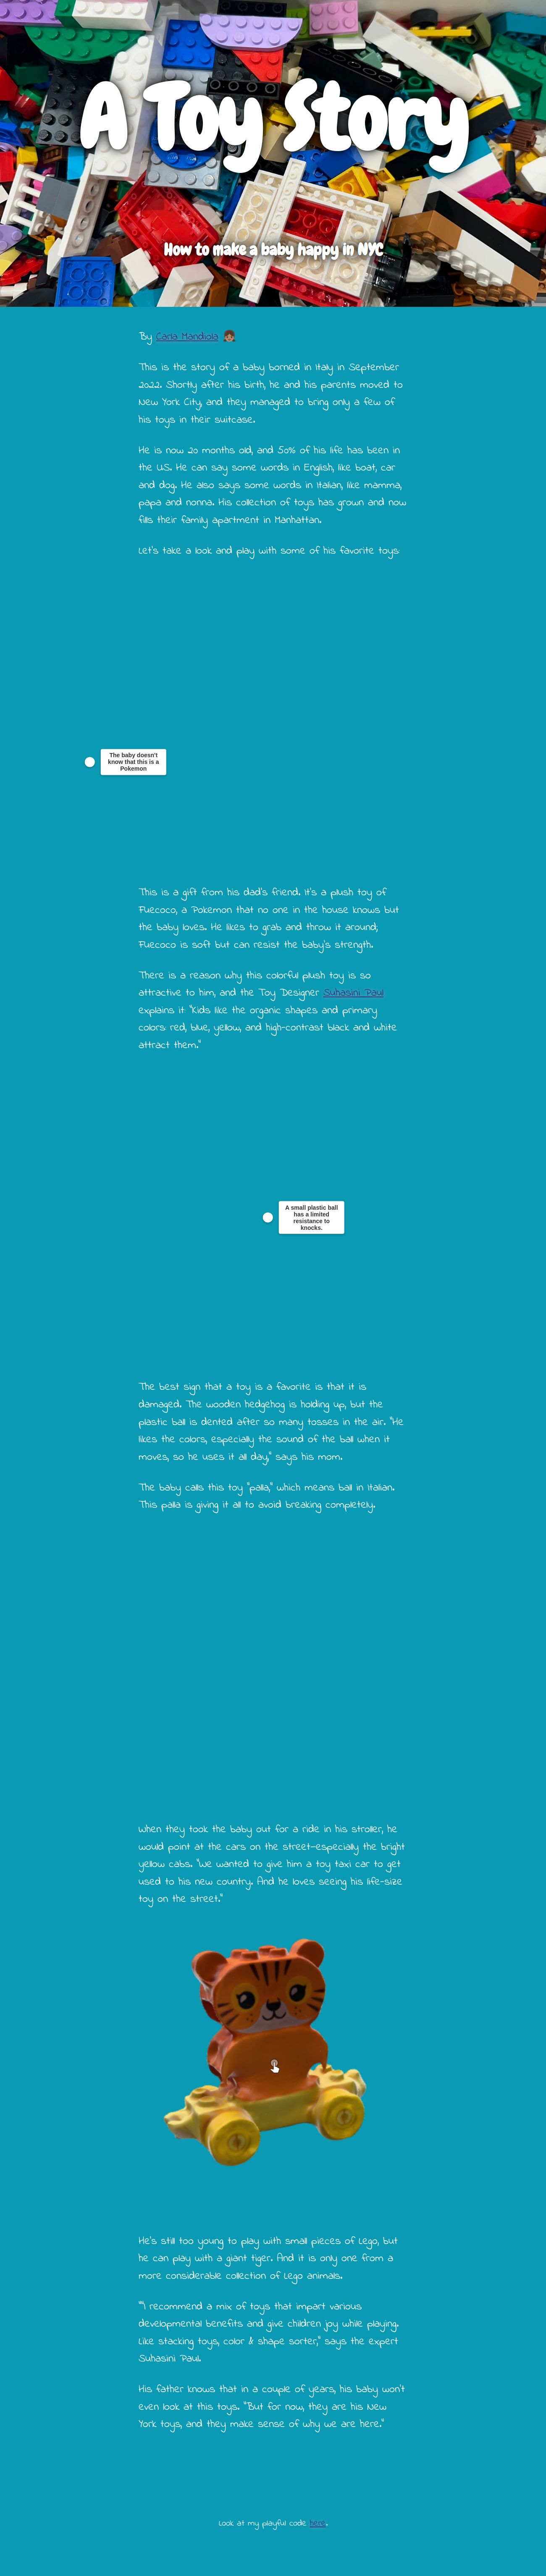 A Toy Story
How to make a baby happy in NYC
By Carla Mandiola 👧🏽
This is the story of a baby borned in Italy in September
2022. Shortly after his birth, he and his parents moved to
New York City, and they managed to bring only a few of
his toys in their suitcase.
He is now 20 months old, and 50% of his life has been in
the US. He can say some words in English, like boat, car
and dog. He also says some words in Italian, like mamma,
papa and nonna. His collection of toys has grown and now
fills their family apartment in Manhattan.
Let's take a look and play with some of his favorite toys:
The baby doesn't
know that this is a
Pokemon
This is a gift from his dad's friend. It's a plush toy of
Fuecoco, a Pokemon that no one in the house knows but
the baby loves. He likes to grab and throw it around;
Fuecoco is soft but can resist the baby's strength.
There is a reason why this colorful plush toy is so
attractive to him, and the Toy Designer Suhasini Paul
explains it: "Kids like the organic shapes and primary
colors: red, blue, yellow, and high-contrast black and white
attract them."
A small plastic ball
has a limited
resistance to
knocks.
The best sign that a toy is a favorite is that it is
damaged. The wooden hedgehog is holding up, but the
plastic ball is dented after so many tosses in the air. "He
likes the colors, especially the sound of the ball when it
moves, so he uses it all day," says his mom.
The baby calls this toy "palla," which means ball in Italian.
This palla is giving it all to avoid breaking completely.
When they took the baby out for a ride in his stroller, he
would point at the cars on the street—especially the bright
yellow cabs. "We wanted to give him a toy taxi car to get
used to his new country. And he loves seeing his life-size
toy on the street."
He's still too young to play with small pieces of Lego, but
he can play with a giant tiger. And it is only one from a
more considerable collection of Lego animals.
""I recommend a mix of toys that impart various
developmental benefits and give children joy while playing.
Like stacking toys, color & shape sorter," says the expert
Suhasini Paul.
His father knows that in a couple of years, his baby won't
even look at this toys. "But for now, they are his New
York toys, and they make sense of why we are here."
Look at my playful code here.